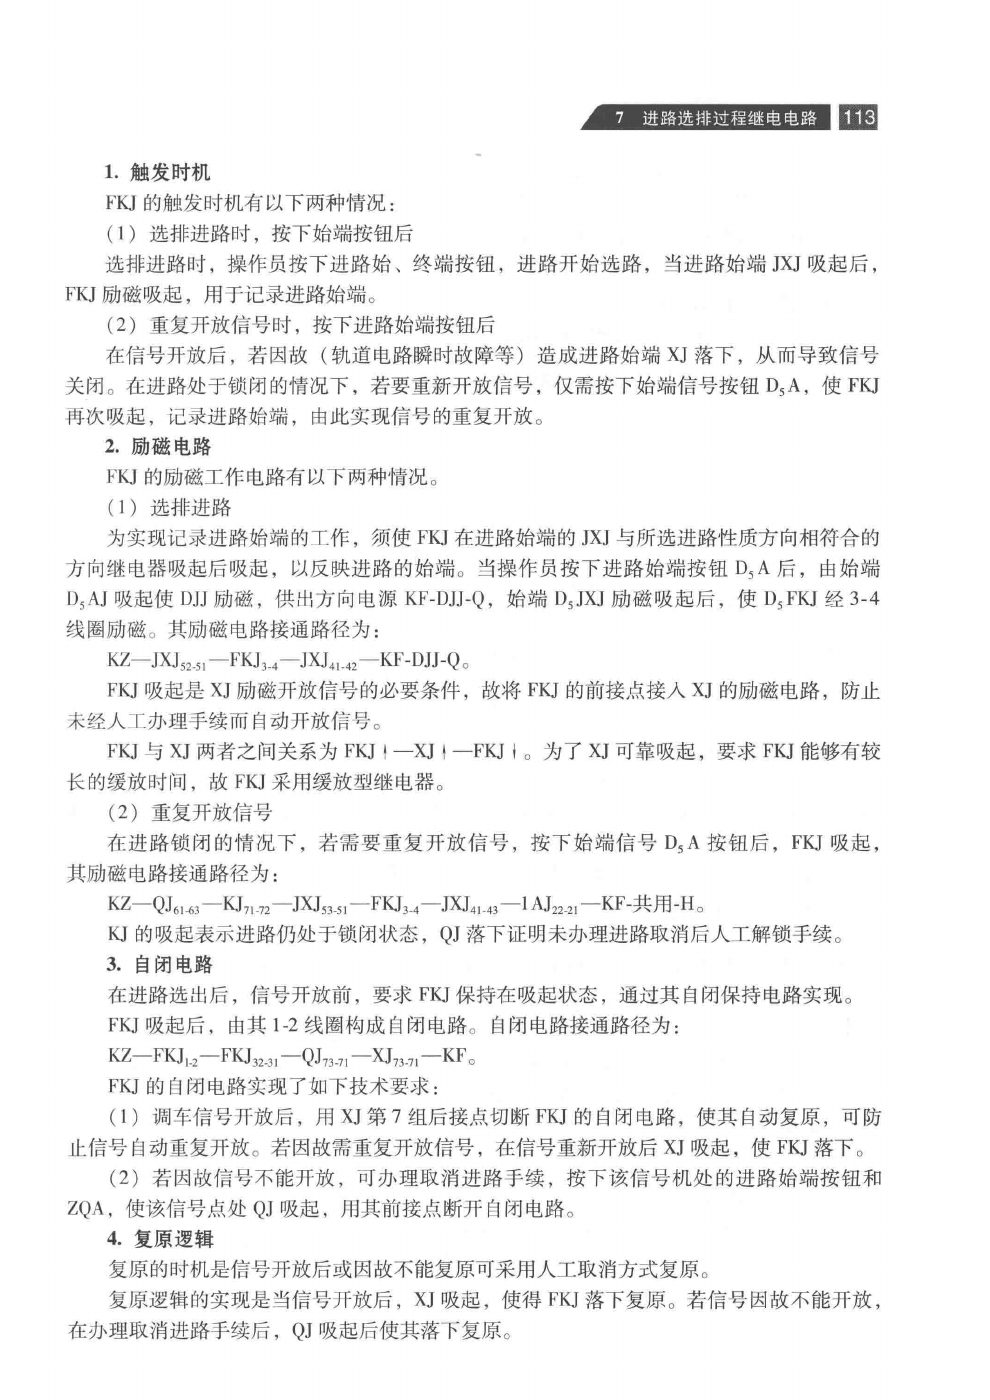 7 进路选排过程继电电路 113
1. 触发时机
FKJ 的触发时机有以下两种情况：
（1）选排进路时，按下始端按钮后
选排进路时，操作员按下进路始、终端按钮，进路开始选路，当进路始端 JXJ 吸起后，
FKJ 励磁吸起，用于记录进路始端。
（2）重复开放信号时，按下进路始端按钮后
在信号开放后，若因故（轨道电路瞬时故障等）造成进路始端 XJ 落下，从而导致信号
关闭。在进路处于锁闭的情况下，若要重新开放信号，仅需按下始端信号按钮 D₅A，使 FKJ
再次吸起，记录进路始端，由此实现信号的重复开放。
2. 励磁电路
FKJ 的励磁工作电路有以下两种情况。
（1）选排进路
为实现记录进路始端的工作，须使 FKJ 在进路始端的 JXJ 与所选进路性质方向相符合的
方向继电器吸起后吸起，以反映进路的始端。当操作员按下进路始端按钮 D₅A 后，由始端
D₅AJ 吸起使 DJJ 励磁，供出方向电源 KF-DJJ-Q，始端 D₅JXJ 励磁吸起后，使 D₅FKJ 经 3-4
线圈励磁。其励磁电路接通路径为：
KZ—JXJ₅₂₋₅₁—FKJ₃₋₄—JXJ₄₁₋₄₂—KF-DJJ-Q。
FKJ 吸起是 XJ 励磁开放信号的必要条件，故将 FKJ 的前接点接入 XJ 的励磁电路，防止
未经人工办理手续而自动开放信号。
FKJ 与 XJ 两者之间关系为 FKJ↑—XJ↑—FKJ↓。为了 XJ 可靠吸起，要求 FKJ 能够有较
长的缓放时间，故 FKJ 采用缓放型继电器。
（2）重复开放信号
在进路锁闭的情况下，若需要重复开放信号，按下始端信号 D₅A 按钮后，FKJ 吸起，
其励磁电路接通路径为：
KZ—QJ₆₁₋₆₃—KJ₇₁₋₇₂—JXJ₅₃₋₅₁—FKJ₃₋₄—JXJ₄₁₋₄₃—1AJ₂₂₋₂₁—KF-共用-H。
KJ 的吸起表示进路仍处于锁闭状态，QJ 落下证明未办理进路取消后人工解锁手续。
3. 自闭电路
在进路选出后，信号开放前，要求 FKJ 保持在吸起状态，通过其自闭保持电路实现。
FKJ 吸起后，由其 1-2 线圈构成自闭电路。自闭电路接通路径为：
KZ—FKJ₁₋₂—FKJ₃₂₋₃₁—QJ₇₃₋₇₁—XJ₇₃₋₇₁—KF。
FKJ 的自闭电路实现了如下技术要求：
（1）调车信号开放后，用 XJ 第 7 组后接点切断 FKJ 的自闭电路，使其自动复原，可防
止信号自动重复开放。若因故需重复开放信号，在信号重新开放后 XJ 吸起，使 FKJ 落下。
（2）若因故信号不能开放，可办理取消进路手续，按下该信号机处的进路始端按钮和
ZQA，使该信号点处 QJ 吸起，用其前接点断开自闭电路。
4. 复原逻辑
复原的时机是信号开放后或因故不能复原可采用人工取消方式复原。
复原逻辑的实现是当信号开放后，XJ 吸起，使得 FKJ 落下复原。若信号因故不能开放，
在办理取消进路手续后，QJ 吸起后使其落下复原。